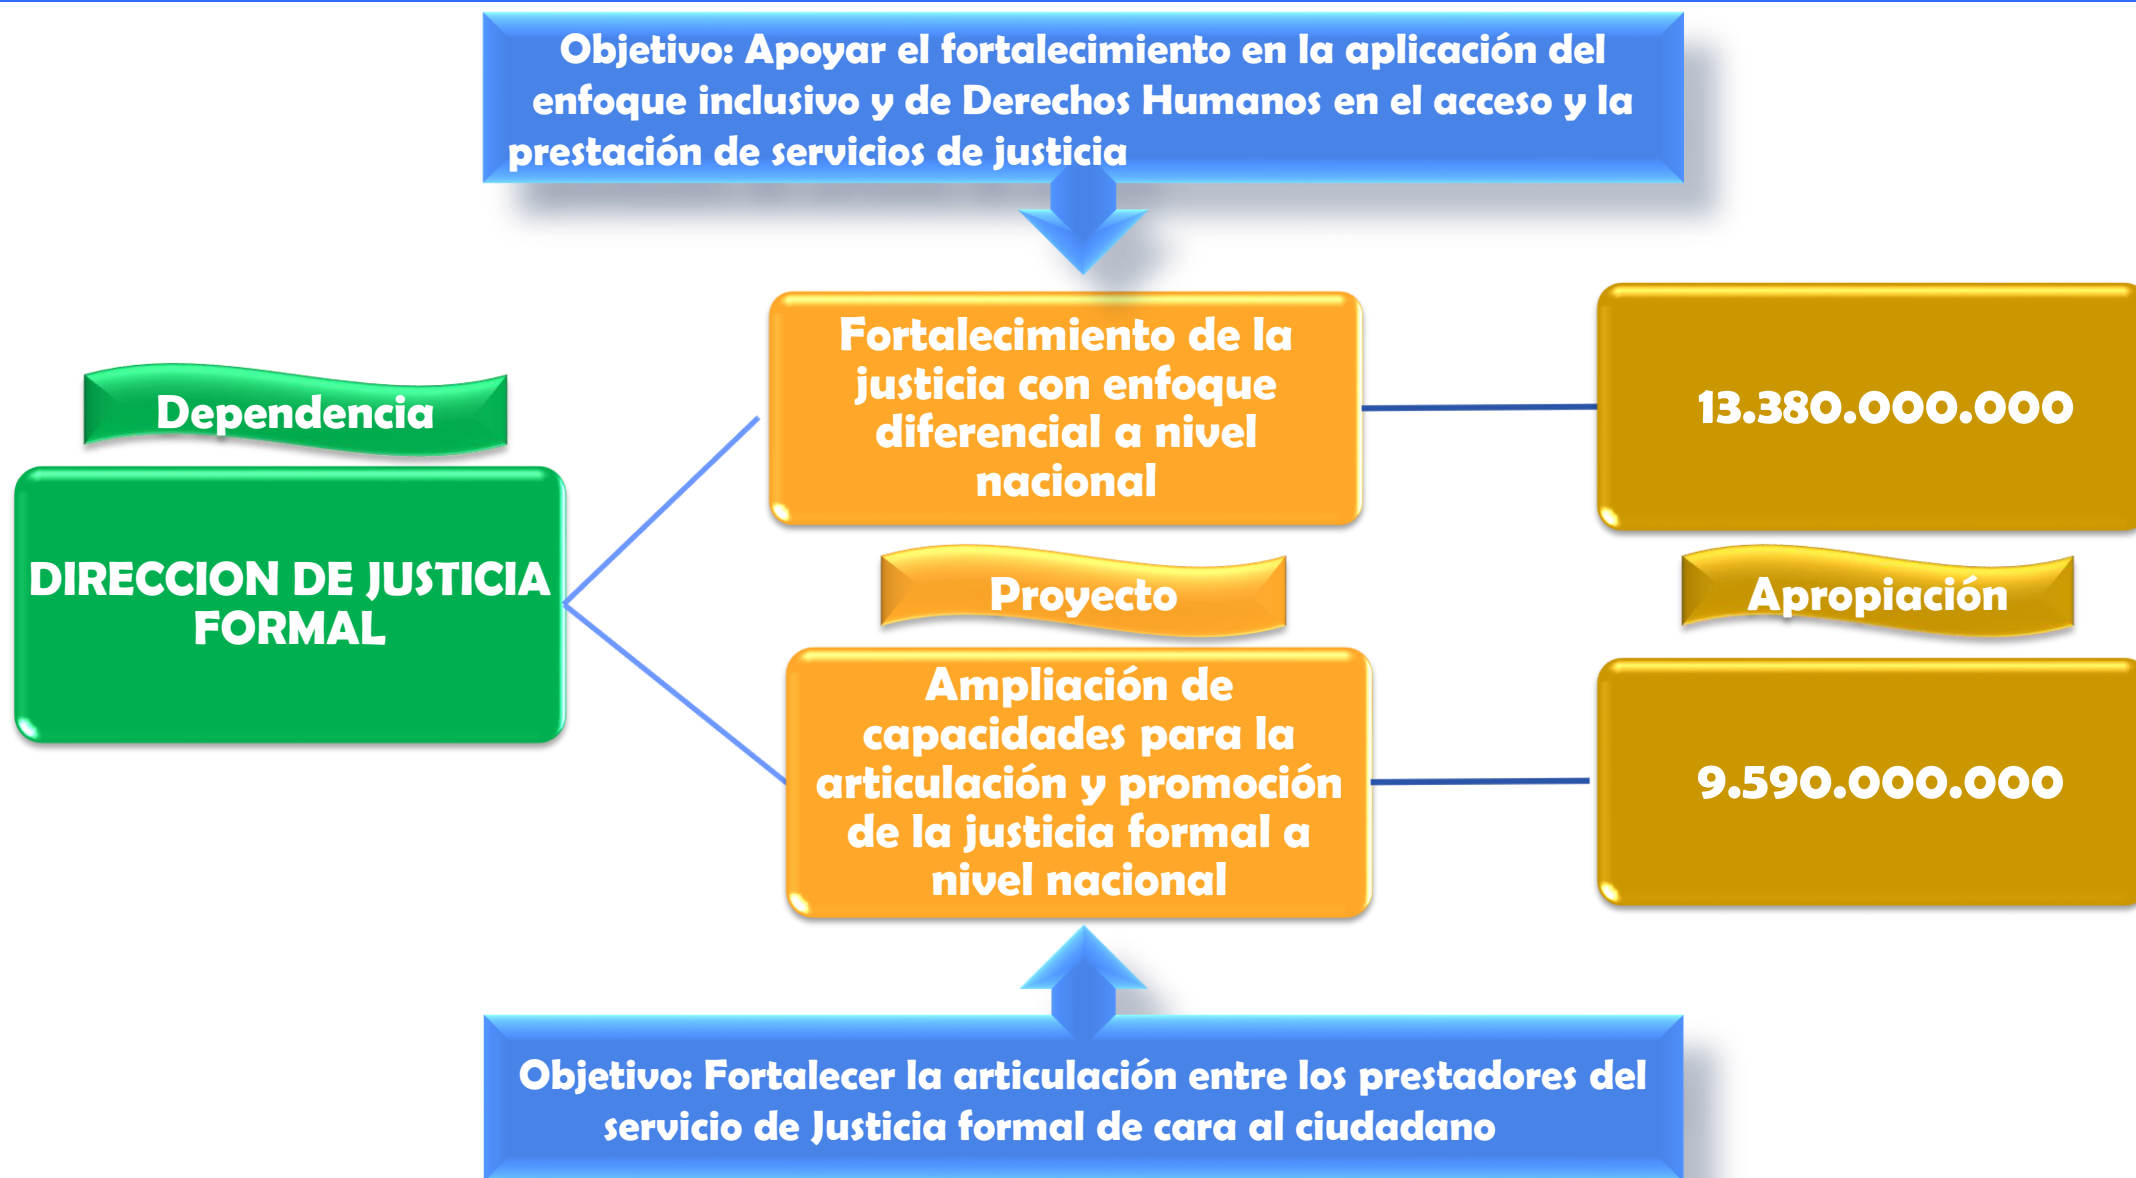 Objetivo: Apoyar el fortalecimiento en la aplicación del
enfoque inclusivo y de Derechos Humanos en el acceso y la
prestación de servicios de justicia
Dependencia
DIRECCION DE JUSTICIA
FORMAL
Fortalecimiento de la
justicia con enfoque
diferencial a nivel
nacional
13.380.000.000
Proyecto
Apropiación
Ampliación de
capacidades para la
articulación y promoción
de la justicia formal a
nivel nacional
9.590.000.000
Objetivo: Fortalecer la articulación entre los prestadores del
servicio de Justicia formal de cara al ciudadano